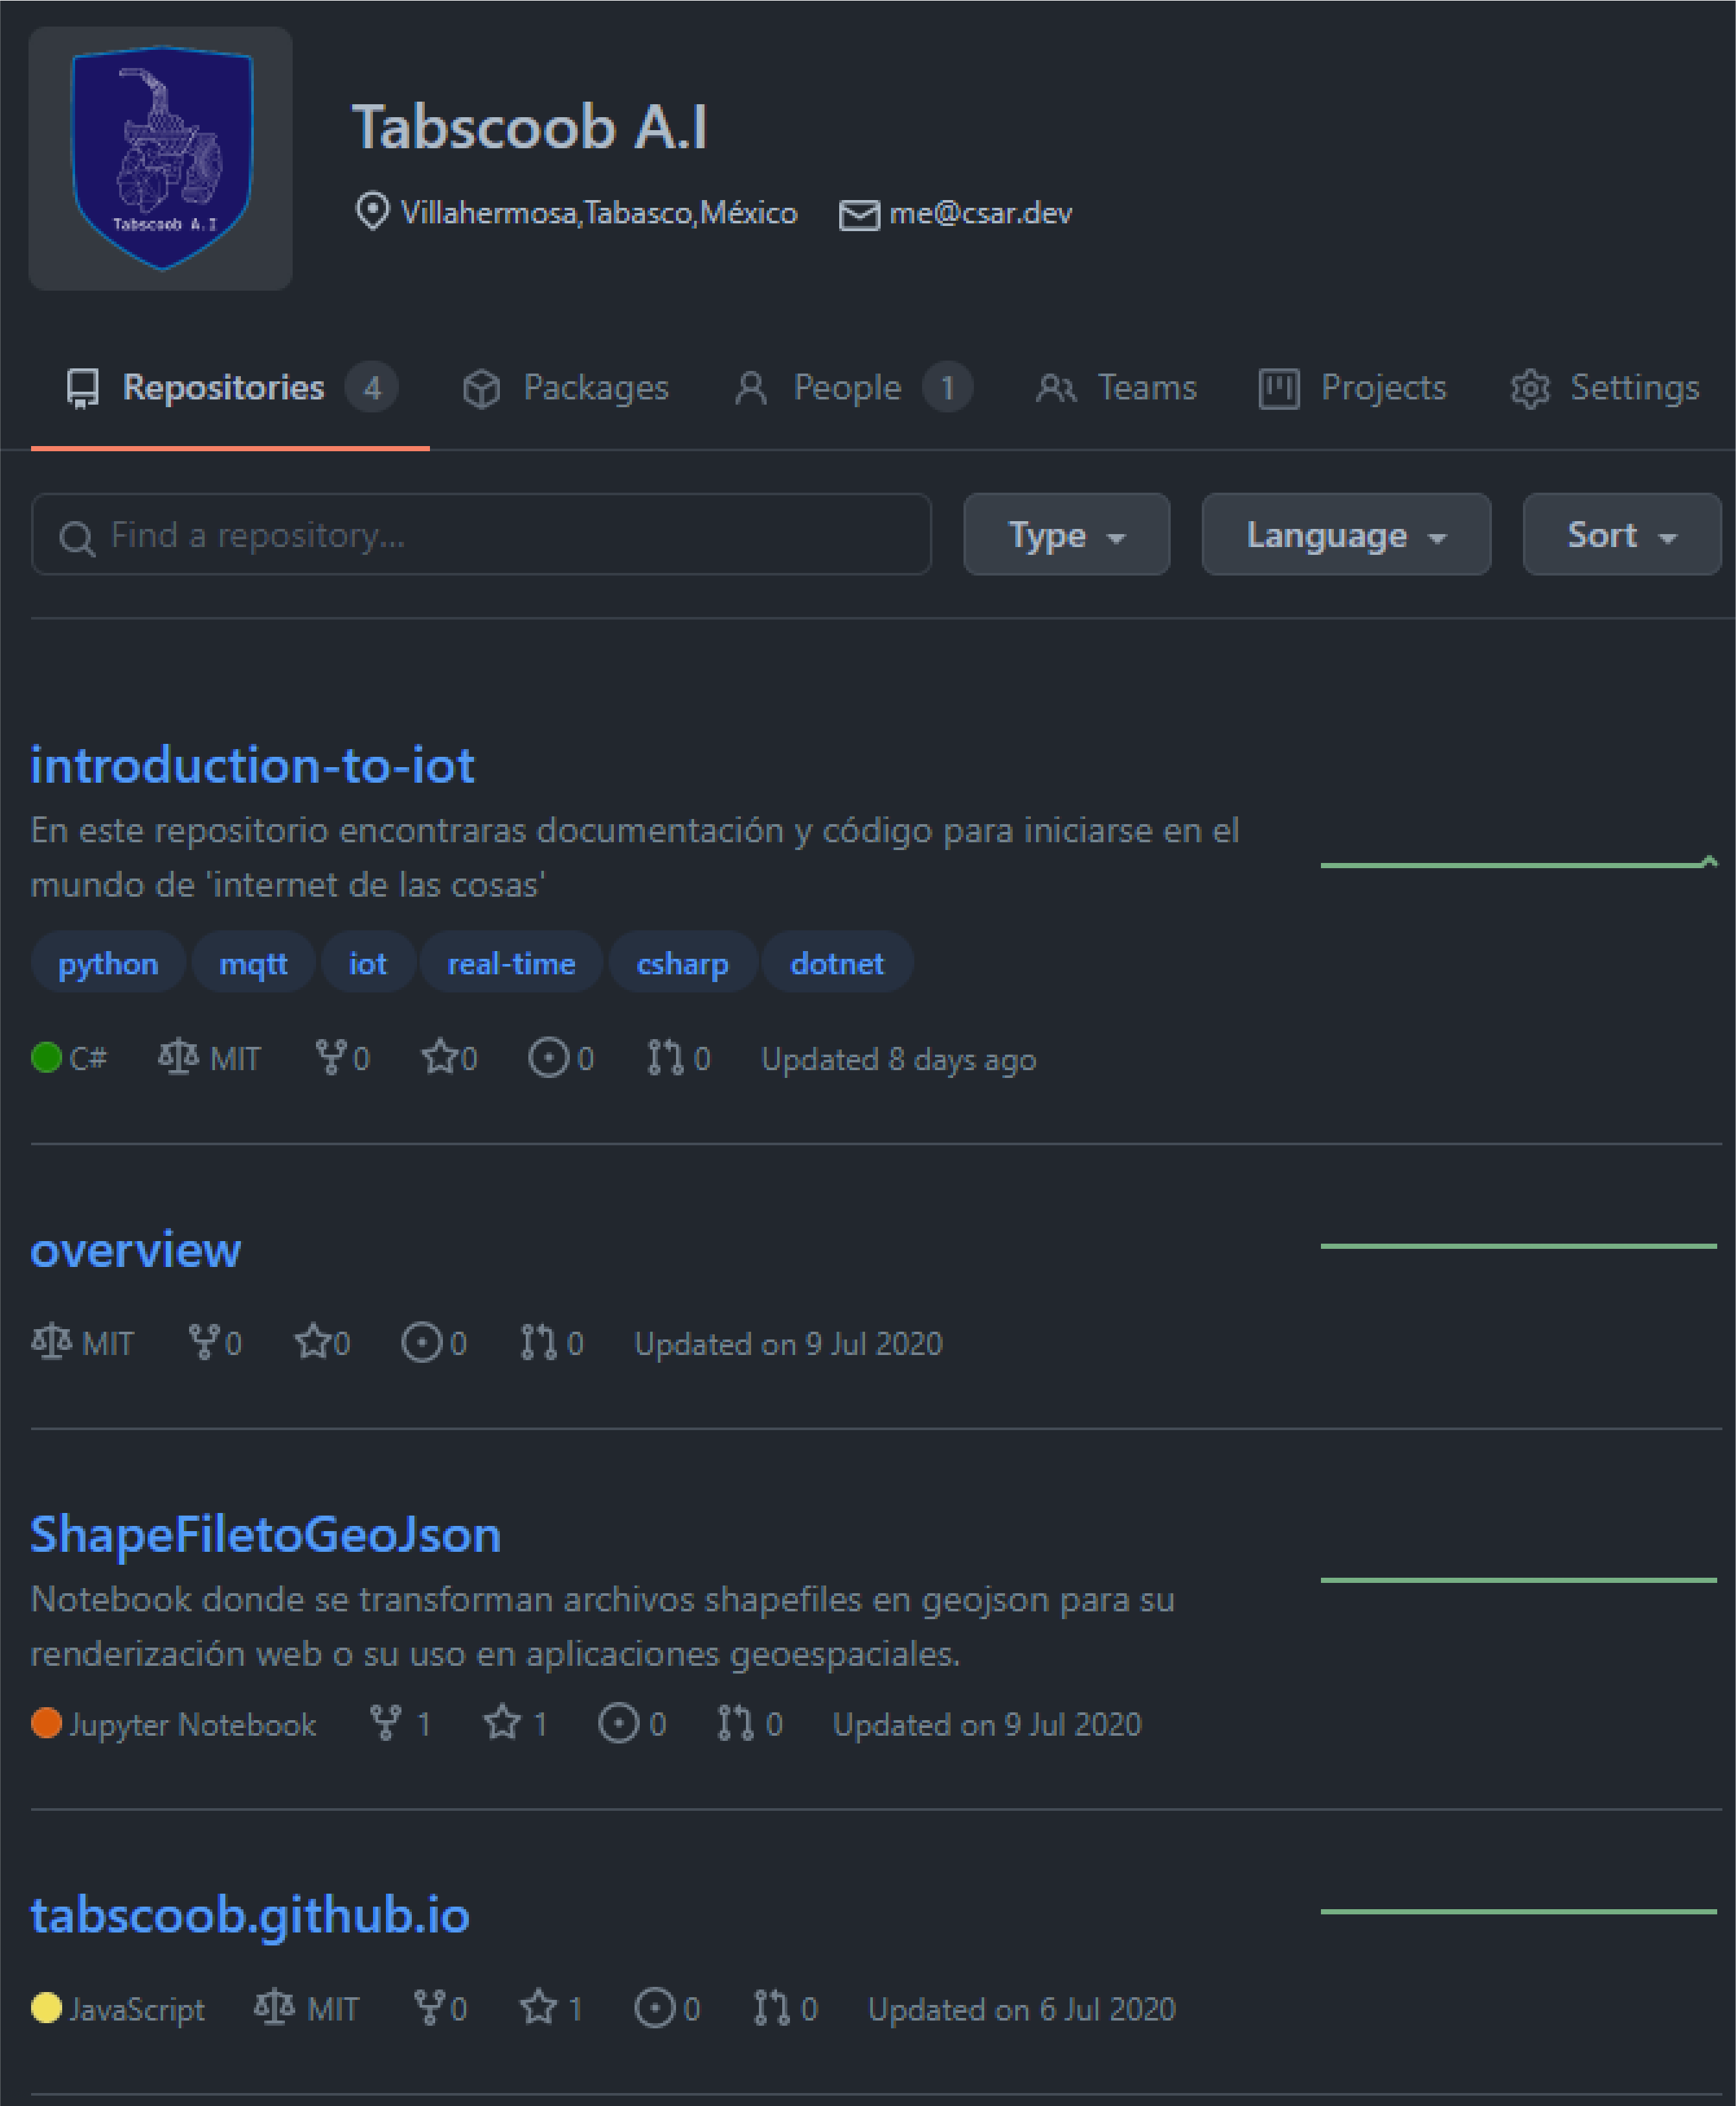 Tabscoob A.I
Tabscoob A.I
Villahermosa,Tabasco,México me@csar.dev
Repositories 4 Packages People 1 Teams Projects Settings
Find a repository... Type Language Sort
introduction-to-iot
En este repositorio encontraras documentación y código para iniciarse en el
mundo de 'internet de las cosas'
python mqtt iot real-time csharp dotnet
C# MIT 0 0 0 0 Updated 8 days ago
overview
MIT 0 0 0 0 Updated on 9 Jul 2020
ShapeFiletoGeoJson
Notebook donde se transforman archivos shapefiles en geojson para su
renderización web o su uso en aplicaciones geoespaciales.
Jupyter Notebook 1 1 0 0 Updated on 9 Jul 2020
tabscoob.github.io
JavaScript MIT 0 1 0 0 Updated on 6 Jul 2020